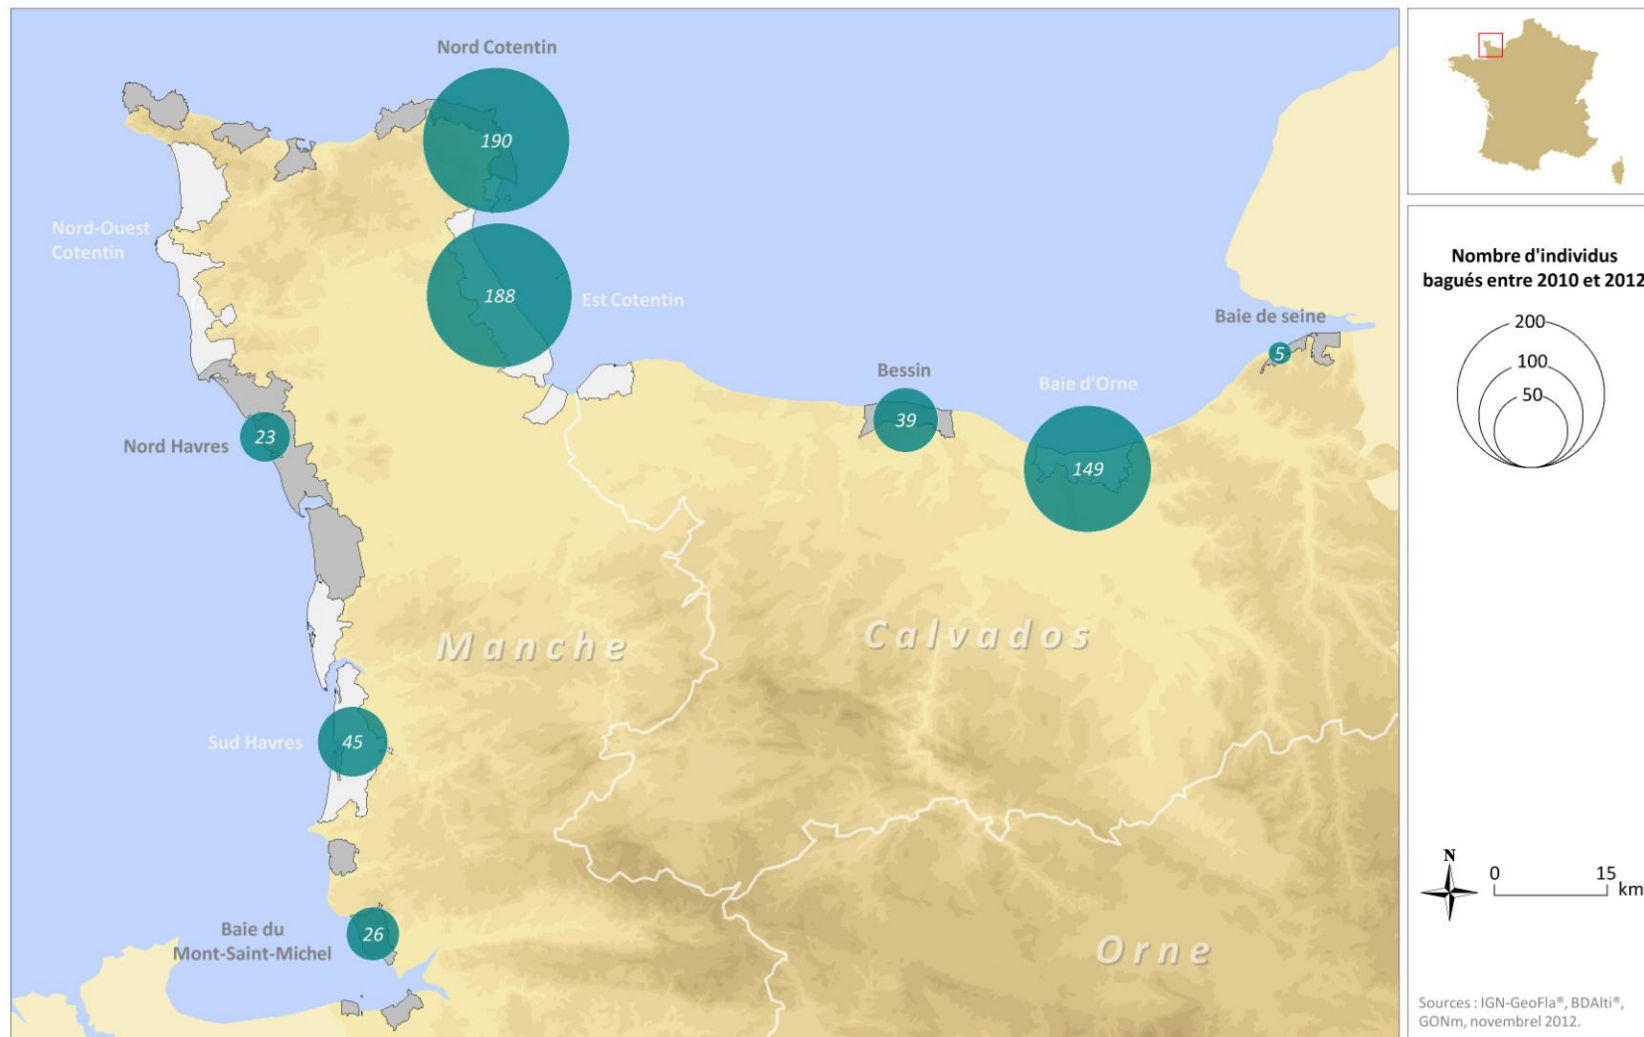 Nord Cotentin
190
Nord-Ouest
Cotentin
188
Est Cotentin
Baie de seine
5
Bessin
39
Baie d'Orne
149
Nord Havres
23
Manche
Calvados
Sud Havres
45
Baie du
Mont-Saint-Michel
26
Orne
Nombre d'individus
bagués entre 2010 et 2012
200
100
50
N
0 15
km
Sources : IGN-GeoFla®, BDAlti®,
GONm, novembrel 2012.